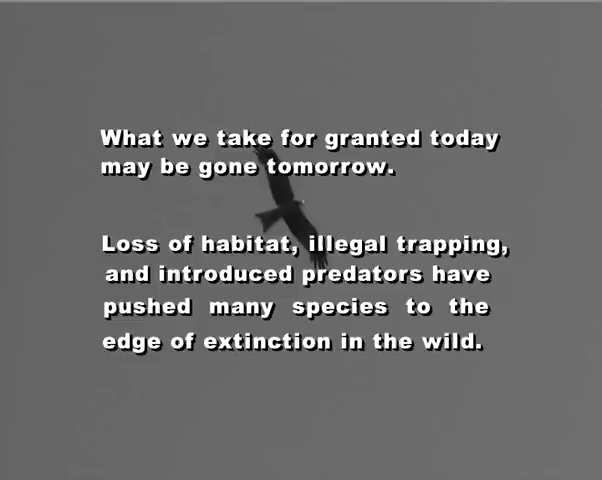 What we take for granted today
may be gone tomorrow.
Loss of habitat, illegal trapping,
and introduced predators have
pushed many species to the
edge of extinction in the wild.